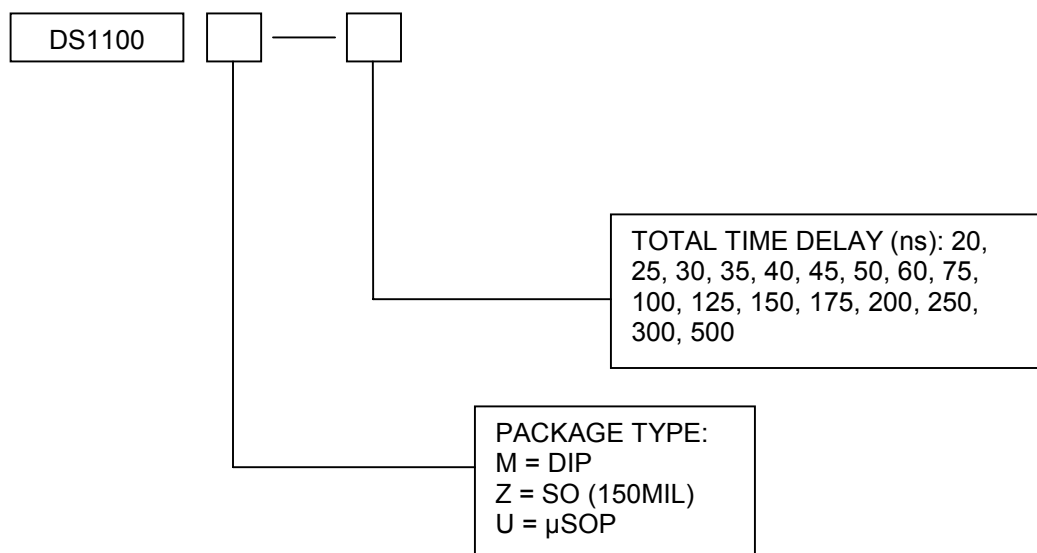 DS1100
TOTAL TIME DELAY (ns): 20,
25, 30, 35, 40, 45, 50, 60, 75,
100, 125, 150, 175, 200, 250,
300, 500
PACKAGE TYPE:
M = DIP
Z = SO (150MIL)
U = µSOP